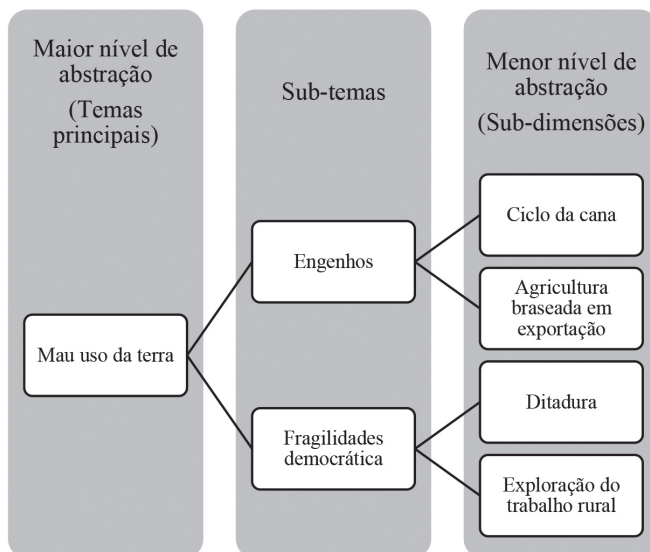 Maior nível de
abstração
(Temas
principais)
Sub-temas
Menor nível de
abstração
(Sub-dimensões)
Mau uso da terra
Engenhos
Fragilidades
democrática
Ciclo da cana
Agricultura
braseada em
exportação
Ditadura
Exploração do
trabalho rural